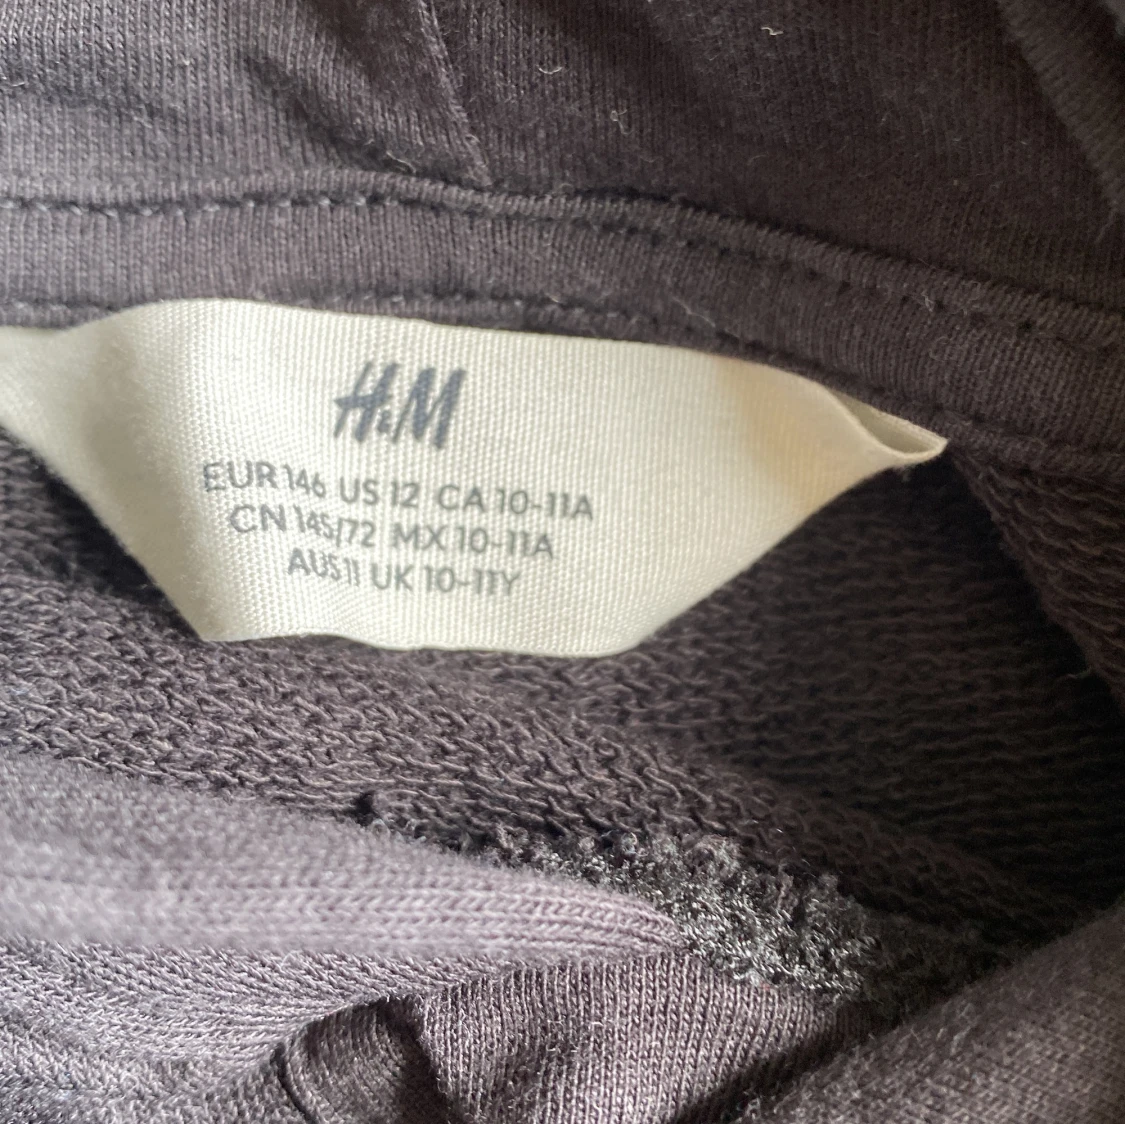 H&M
EUR 146 US 12 CA 10-11A
CN 145/72 MX 10-11A
AUS 11 UK 10-11Y